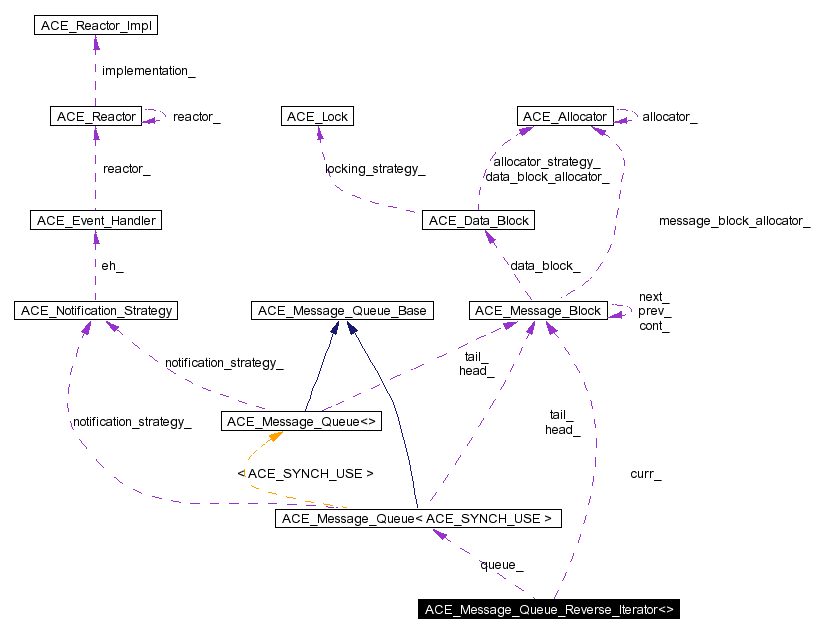 ACE_Reactor_Impl
implementation_
ACE_Reactor
reactor_
ACE_Lock
ACE_Allocator
allocator_
reactor_
locking_strategy_
allocator_strategy_
data_block_allocator_
ACE_Event_Handler
ACE_Data_Block
message_block_allocator_
eh_
data_block_
ACE_Notification_Strategy
ACE_Message_Queue_Base
ACE_Message_Block
next_
prev_
cont_
notification_strategy_
tail_
head_
notification_strategy_
ACE_Message_Queue<>
tail_
head_
< ACE_SYNCH_USE >
curr_
ACE_Message_Queue< ACE_SYNCH_USE >
queue_
ACE_Message_Queue_Reverse_Iterator<>